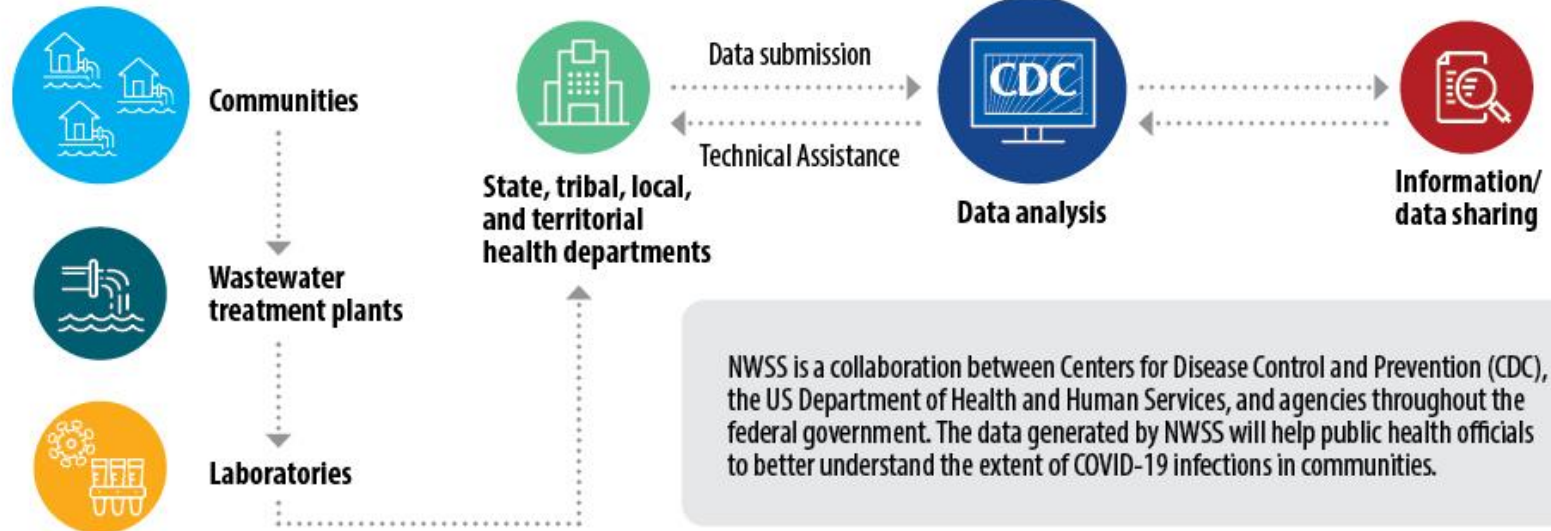 Communities
Wastewater
treatment plants
Laboratories
State, tribal, local,
and territorial
health departments
Data submission
Technical Assistance
CDC
Data analysis
Information/
data sharing
NWSS is a collaboration between Centers for Disease Control and Prevention (CDC),
the US Department of Health and Human Services, and agencies throughout the
federal government. The data generated by NWSS will help public health officials
to better understand the extent of COVID-19 infections in communities.